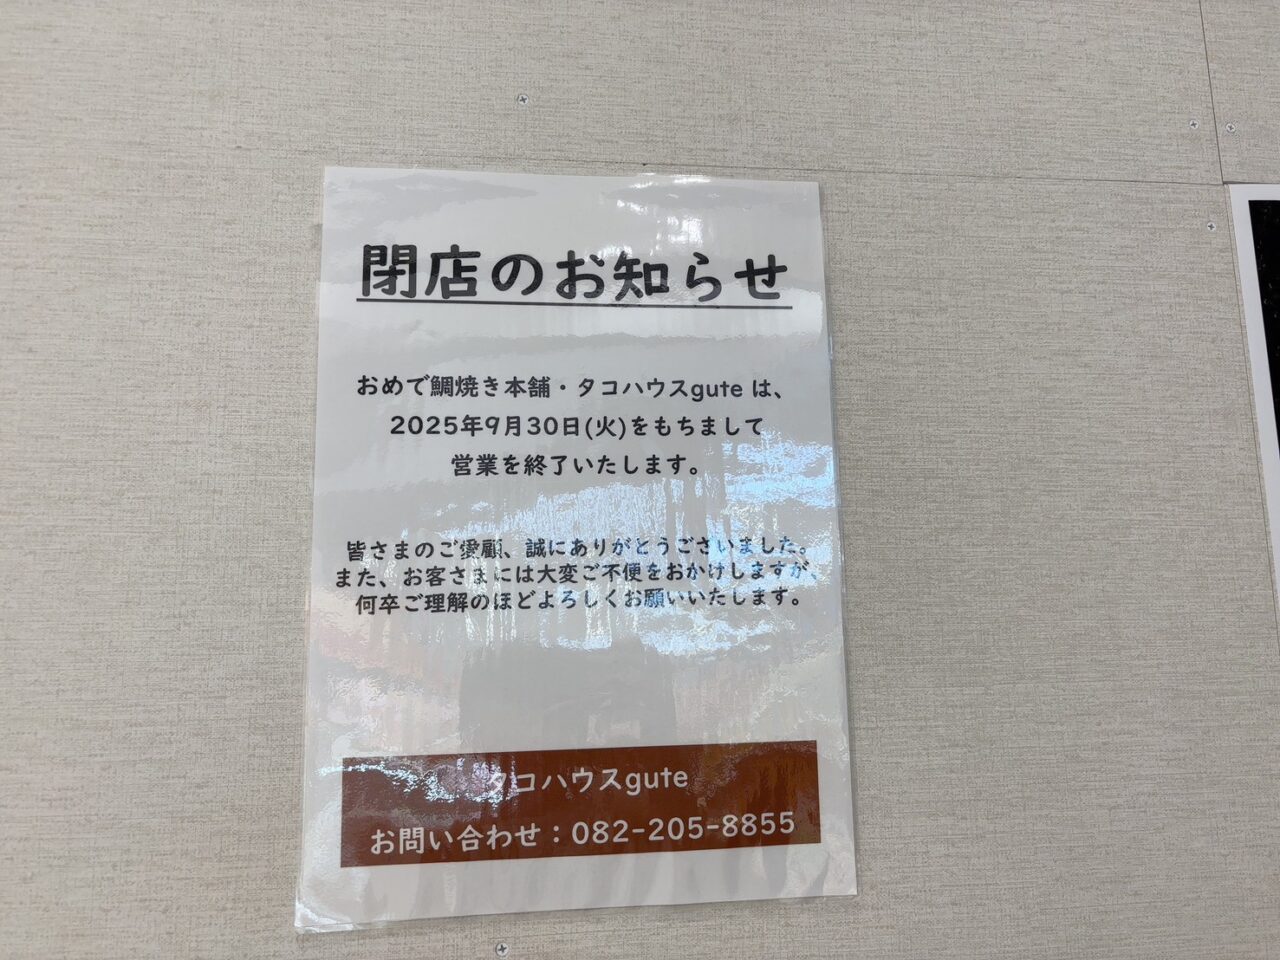 閉店のお知らせ
おめで鯛焼き本舗・タコハウスgute は、
2025年9月30日(火)をもちまして
営業を終了いたします。
皆さまのご愛顧、誠にありがとうございました。
また、お客さまには大変ご不便をおかけしますが、
何卒ご理解のほどよろしくお願いいたします。
タコハウスgute
お問い合わせ：082-205-8855